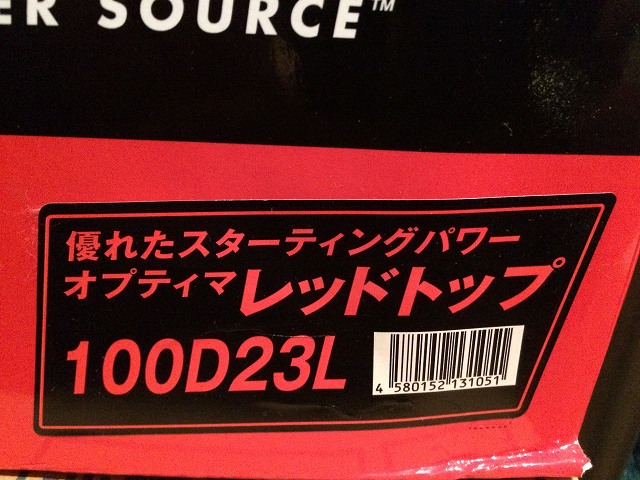 ER SOURCE™
優れたスターティングパワー
オプティマレッドトップ
100D23L
4 580152 131051